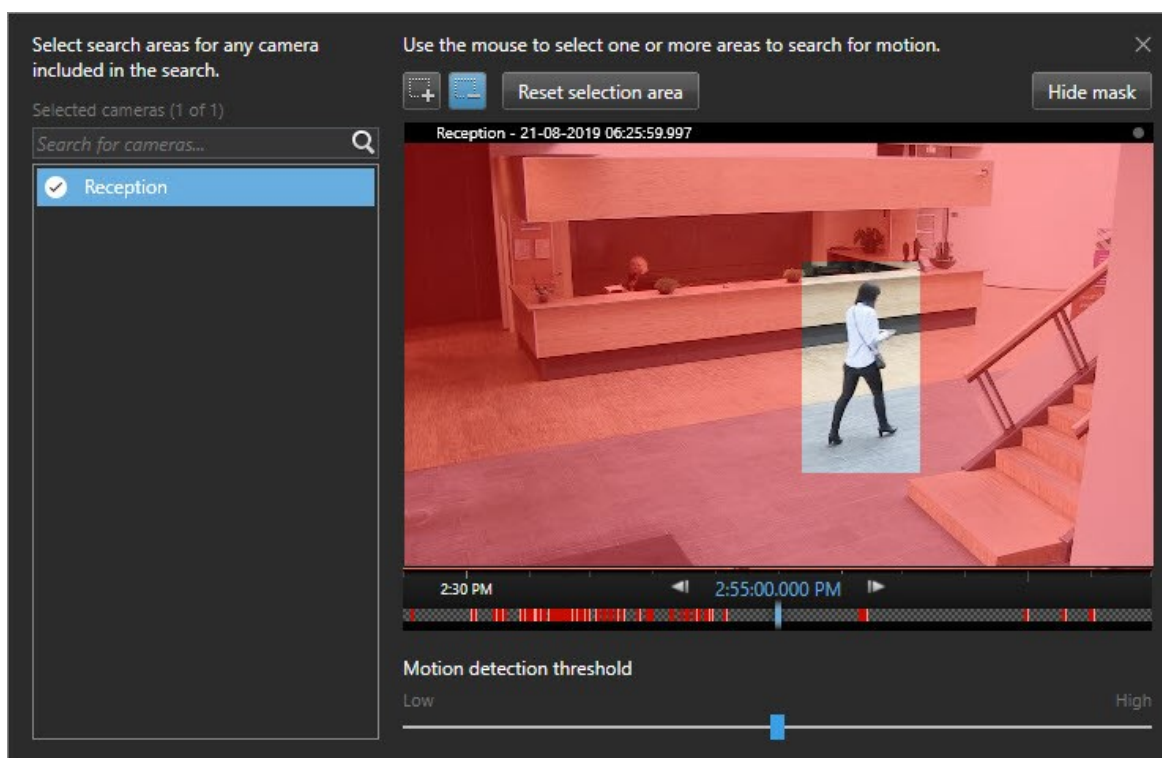 Select search areas for any camera
included in the search.
Selected cameras (1 of 1)
Search for cameras...
Reception
Use the mouse to select one or more areas to search for motion.
Reset selection area
Hide mask
Reception - 21-08-2019 06:25:59.997
2:30 PM
2:55:00.000 PM
Motion detection threshold
Low
High